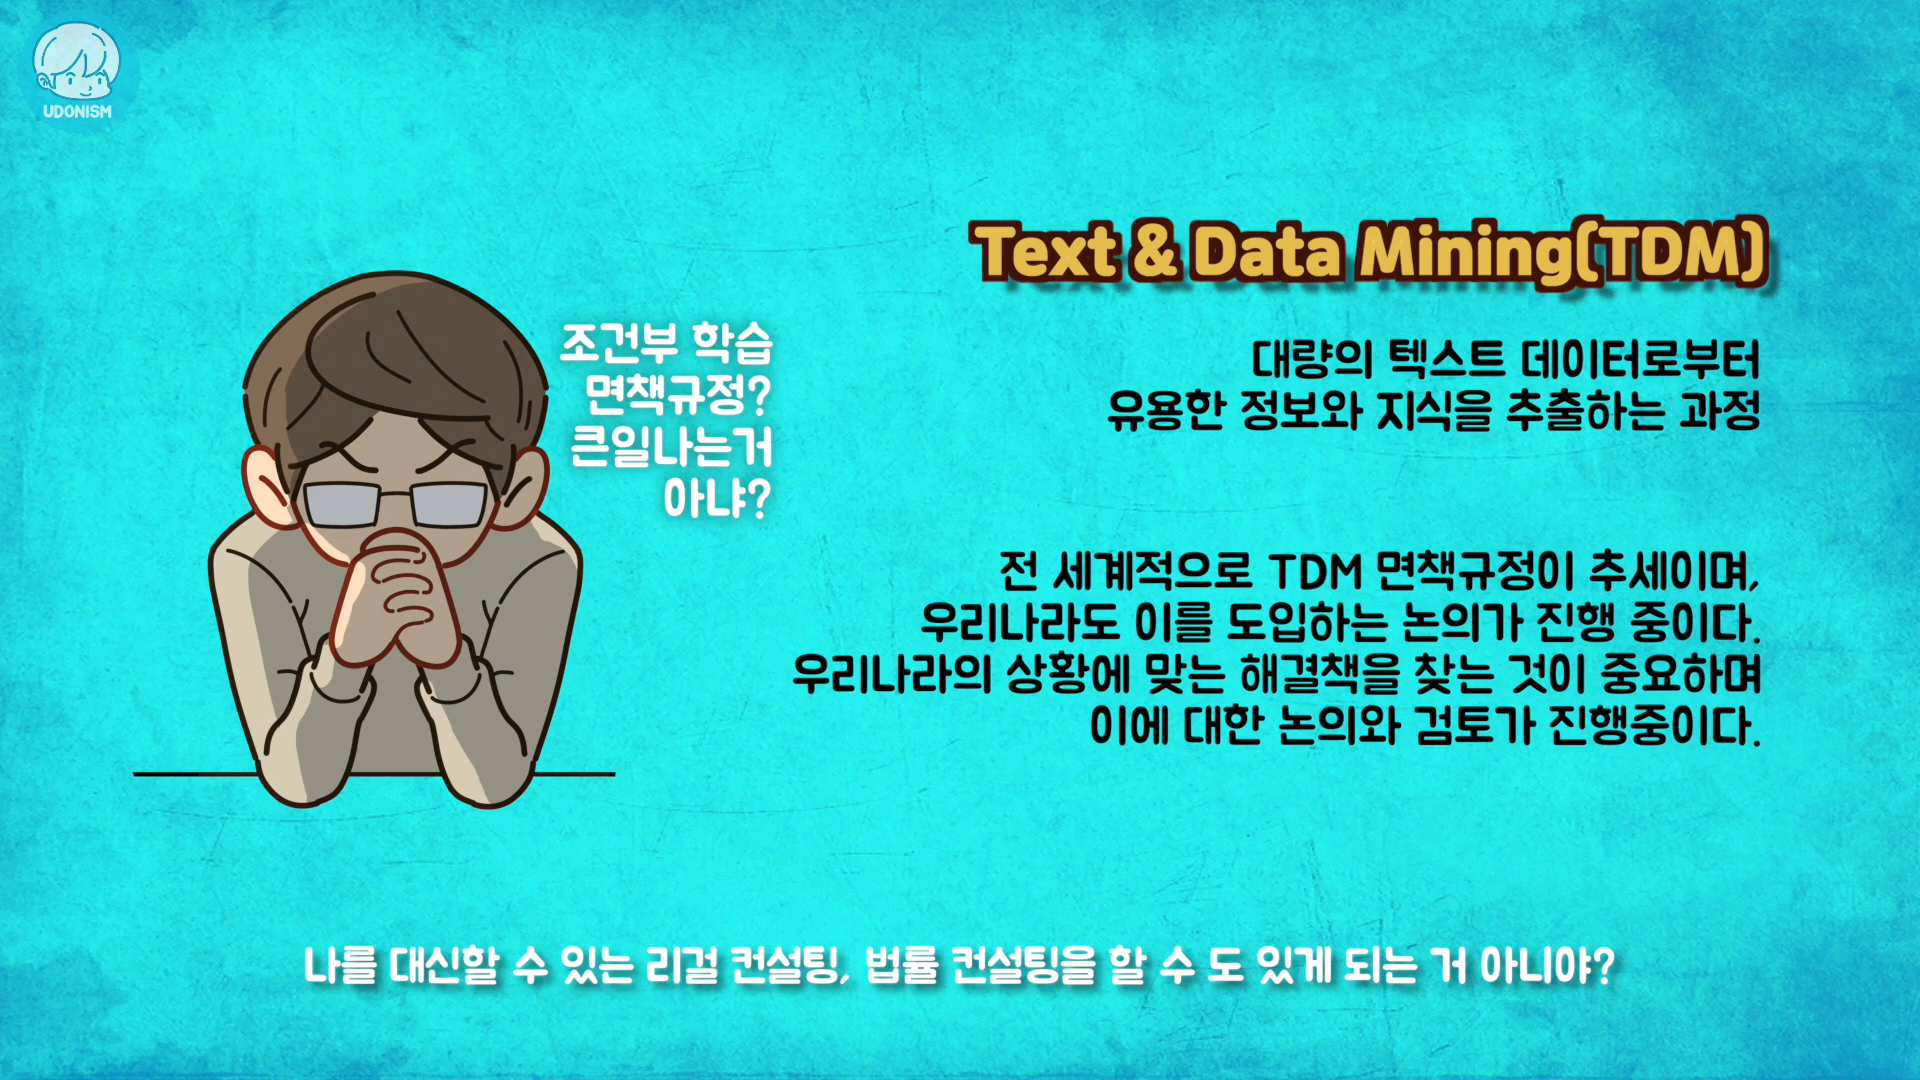 UDONISM
Text & Data Mining(TDM)
조건부 학습
면책규정?
큰일나는거
아냐?
대량의 텍스트 데이터로부터
유용한 정보와 지식을 추출하는 과정
전 세계적으로 TDM 면책규정이 추세이며,
우리나라도 이를 도입하는 논의가 진행 중이다.
우리나라의 상황에 맞는 해결책을 찾는 것이 중요하며
이에 대한 논의와 검토가 진행중이다.
나를 대신할 수 있는 리걸 컨설팅, 법률 컨설팅을 할 수 도 있게 되는 거 아니야?